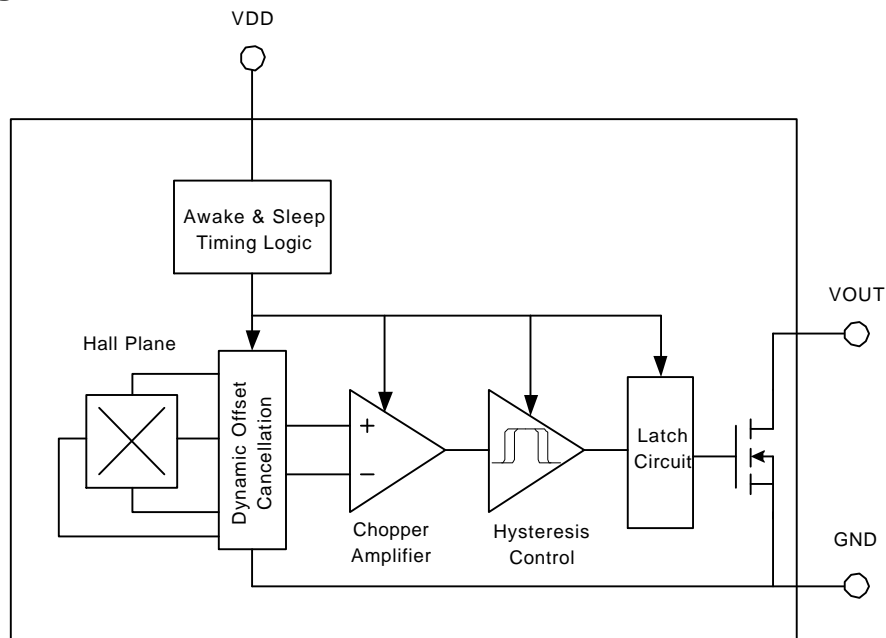 VDD
Awake & Sleep
Timing Logic
VOUT
Hall Plane
Dynamic Offset
Cancellation
+
−
Latch
Circuit
Chopper
Amplifier
Hysteresis
Control
GND